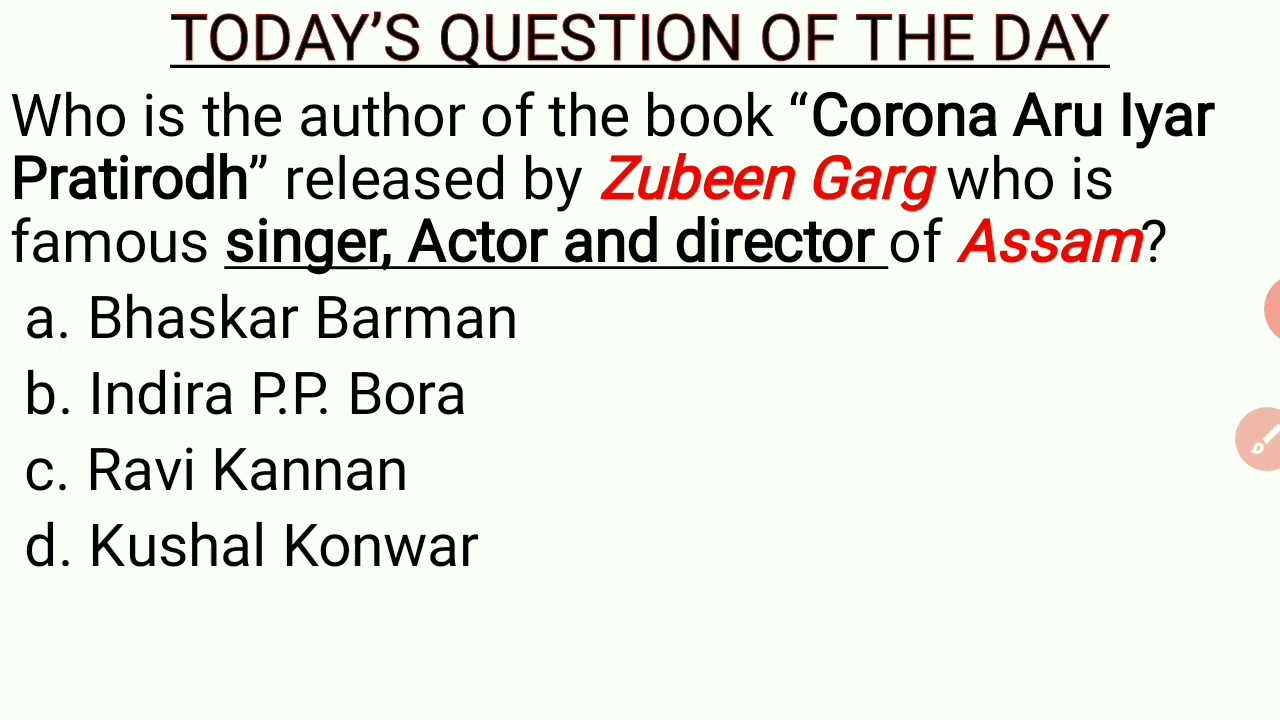 TODAY’S QUESTION OF THE DAY
Who is the author of the book “Corona Aru Iyar
Pratirodh” released by Zubeen Garg who is
famous singer, Actor and director of Assam?
a. Bhaskar Barman
b. Indira P.P. Bora
c. Ravi Kannan
d. Kushal Konwar